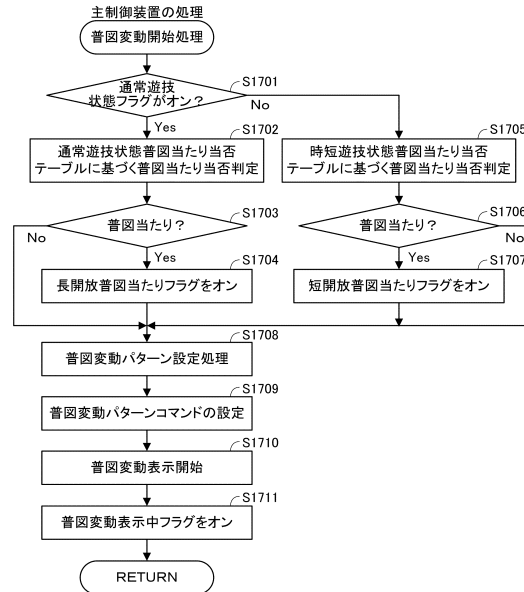 主制御装置の処理
普図変動開始処理
S1701
通常遊技
状態フラグがオン？
No
Yes
S1702
通常遊技状態普図当たり当否
テーブルに基づく普図当たり当否判定
S1705
時短遊技状態普図当たり当否
テーブルに基づく普図当たり当否判定
S1703
普図当たり？
No
Yes
S1706
普図当たり？
No
Yes
S1704
長開放普図当たりフラグをオン
S1707
短開放普図当たりフラグをオン
S1708
普図変動パターン設定処理
S1709
普図変動パターンコマンドの設定
S1710
普図変動表示開始
S1711
普図変動表示中フラグをオン
RETURN